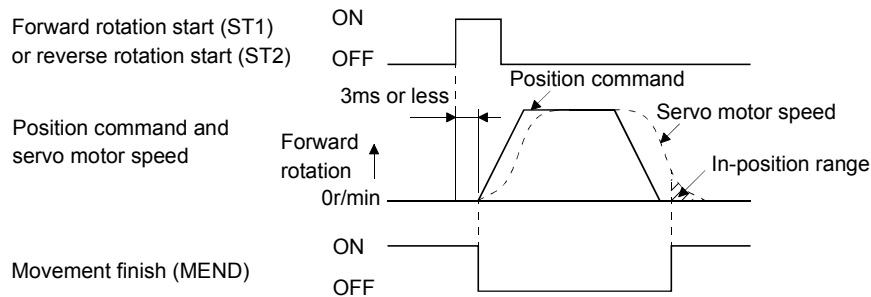 Forward rotation start (ST1)
or reverse rotation start (ST2)
ON
OFF
3ms or less
Position command
Servo motor speed
Position command and
servo motor speed
Forward
rotation
0r/min
In-position range
Movement finish (MEND)
ON
OFF